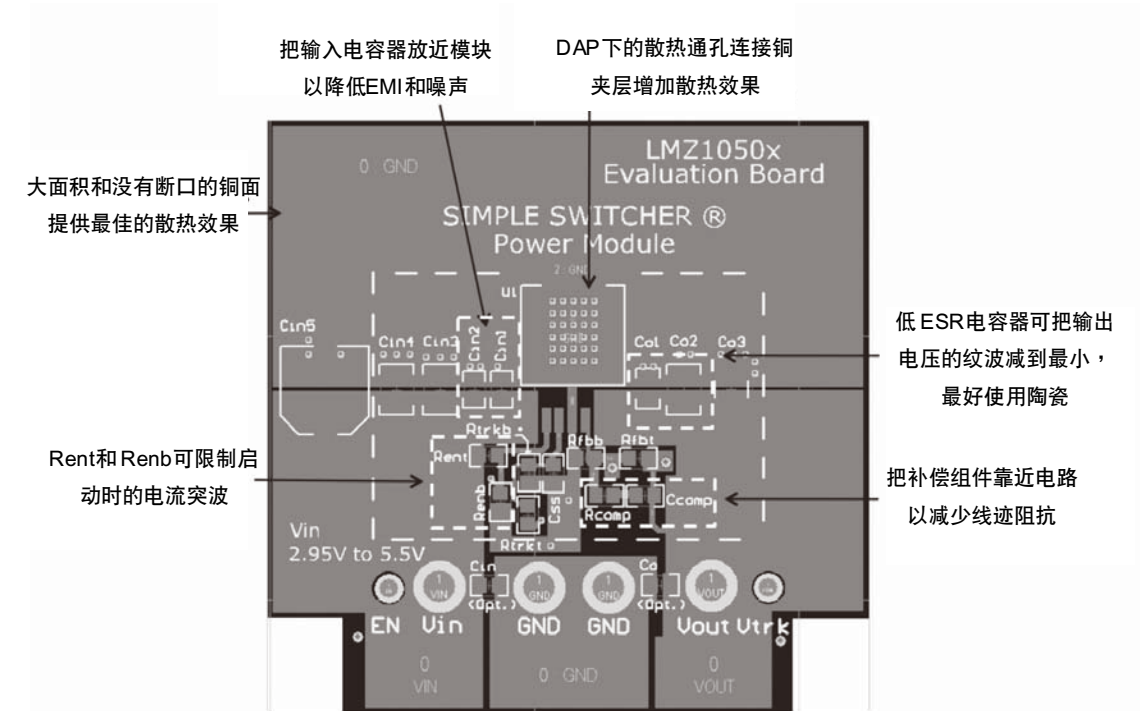 把输入电容器放近模块
以降低EMI和噪声
DAP下的散热通孔连接铜
夹层增加散热效果
大面积和没有断口的铜面
提供最佳的散热效果
0 GND
LMZ1050x
Evaluation Board
SIMPLE SWITCHER ®
Power Module
2 GND
U1
Cin5
Cin4
Cin3
Cin2
Cin1
Co1
Co2
Co3
低ESR电容器可把输出
电压的纹波减到最小，
最好使用陶瓷
Rent和Renb可限制启
动时的电流突波
Rtrkb
Rent
Rfbb
Rfbt
Renb
Css
Rcomp
Ccomp
Rtrkt
把补偿组件靠近电路
以减少线迹阻抗
Vin
2.95V to 5.5V
Cin
(Opt.)
Co
(Opt.)
1
VIN
1
GND
1
GND
1
VOUT
EN
Vin
GND
GND
Vout
Vtrk
0
VIN
0 GND
0
VOUT